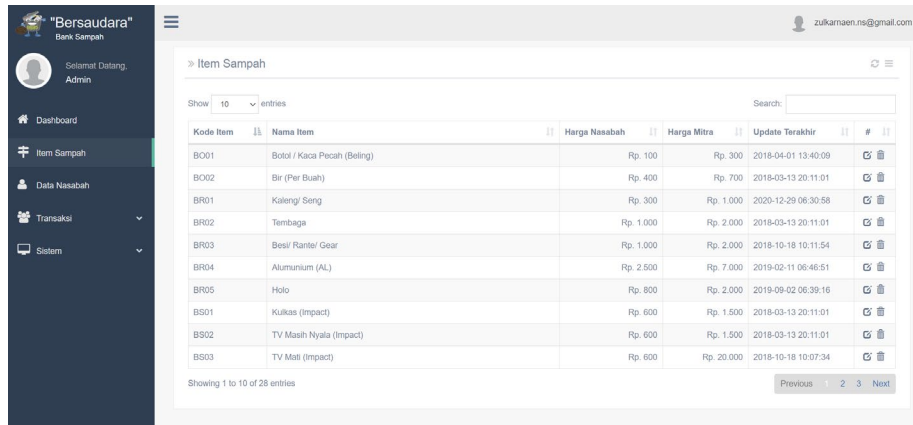 "Bersaudara"
Bank Sampah
zulkarnaen.ns@gmail.com
Selamat Datang,
Admin
Dashboard
Item Sampah
Data Nasabah
Transaksi
Sistem
» Item Sampah
Show 10 entries Search:
Kode Item Nama Item Harga Nasabah Harga Mitra Update Terakhir #
BO01 Botol / Kaca Pecah (Beling) Rp. 100 Rp. 300 2018-04-01 13:40:09
BO02 Bir (Per Buah) Rp. 400 Rp. 700 2018-03-13 20:11:01
BR01 Kaleng/ Seng Rp. 300 Rp. 1.000 2020-12-29 06:30:58
BR02 Tembaga Rp. 1.000 Rp. 2.000 2018-03-13 20:11:01
BR03 Besi/ Rante/ Gear Rp. 1.000 Rp. 2.000 2018-10-18 10:11:54
BR04 Alumunium (AL) Rp. 2.500 Rp. 7.000 2019-02-11 06:46:51
BR05 Holo Rp. 800 Rp. 2.000 2019-09-02 06:39:16
BS01 Kulkas (Impact) Rp. 600 Rp. 1.500 2018-03-13 20:11:01
BS02 TV Masih Nyala (Impact) Rp. 600 Rp. 1.500 2018-03-13 20:11:01
BS03 TV Mati (Impact) Rp. 600 Rp. 20.000 2018-10-18 10:07:34
Showing 1 to 10 of 28 entries
Previous 1 2 3 Next